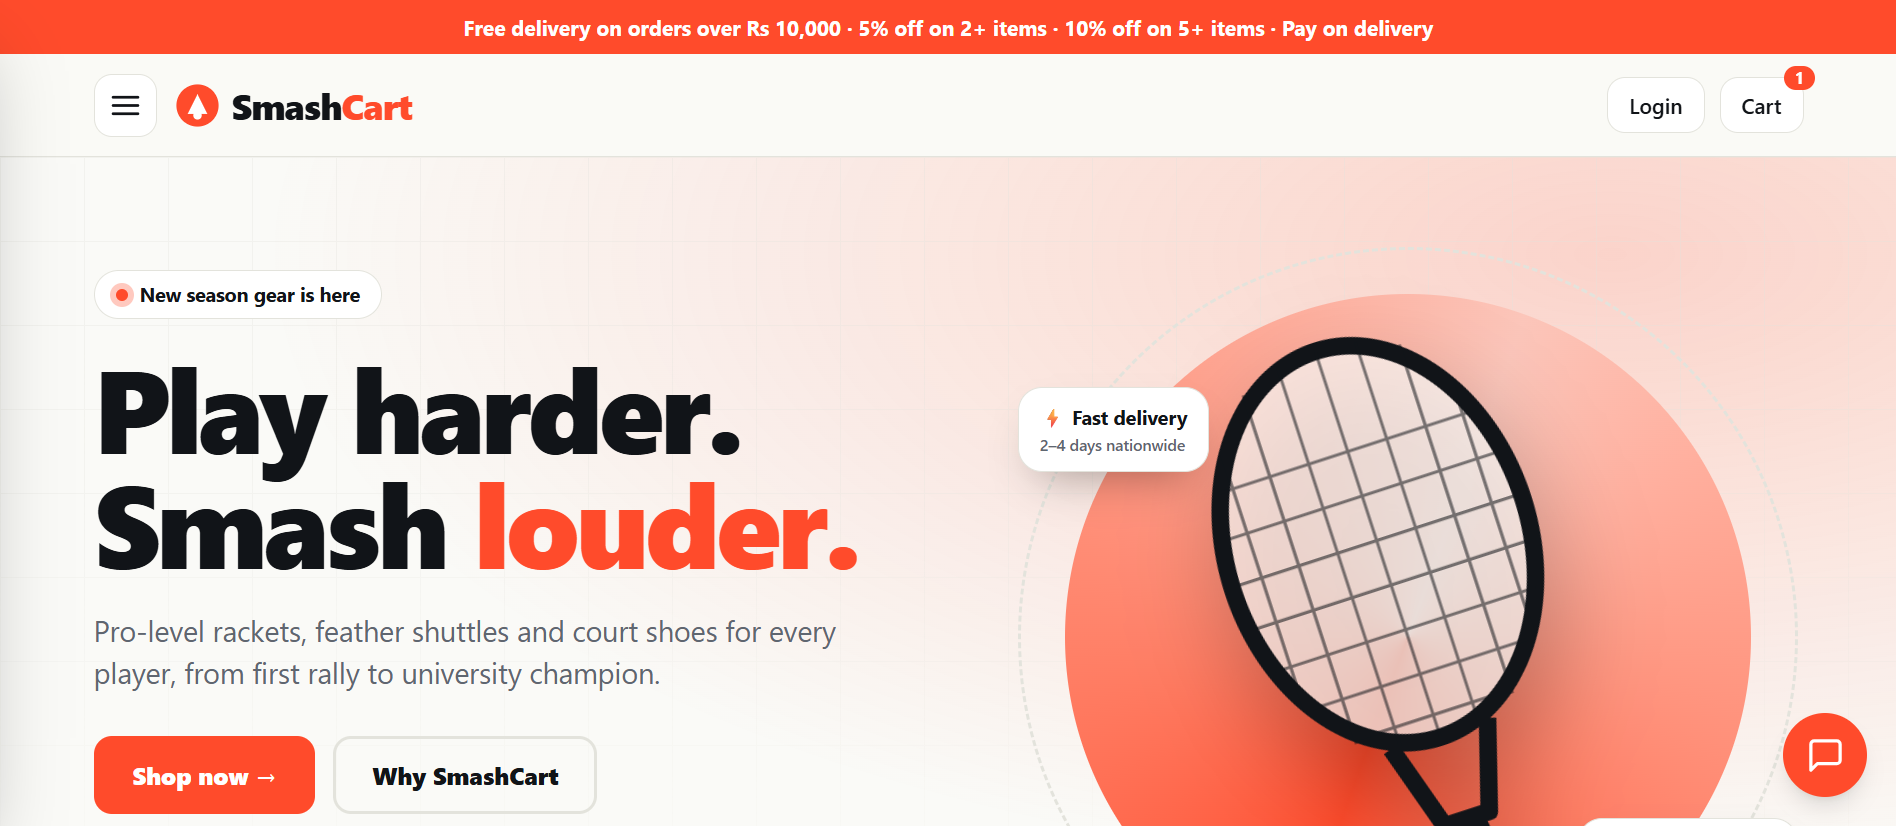 Free delivery on orders over Rs 10,000 · 5% off on 2+ items · 10% off on 5+ items · Pay on delivery
SmashCart
Login
Cart
1
New season gear is here
Play harder.
Smash louder.
Pro-level rackets, feather shuttles and court shoes for every
player, from first rally to university champion.
Shop now →
Why SmashCart
Fast delivery
2–4 days nationwide